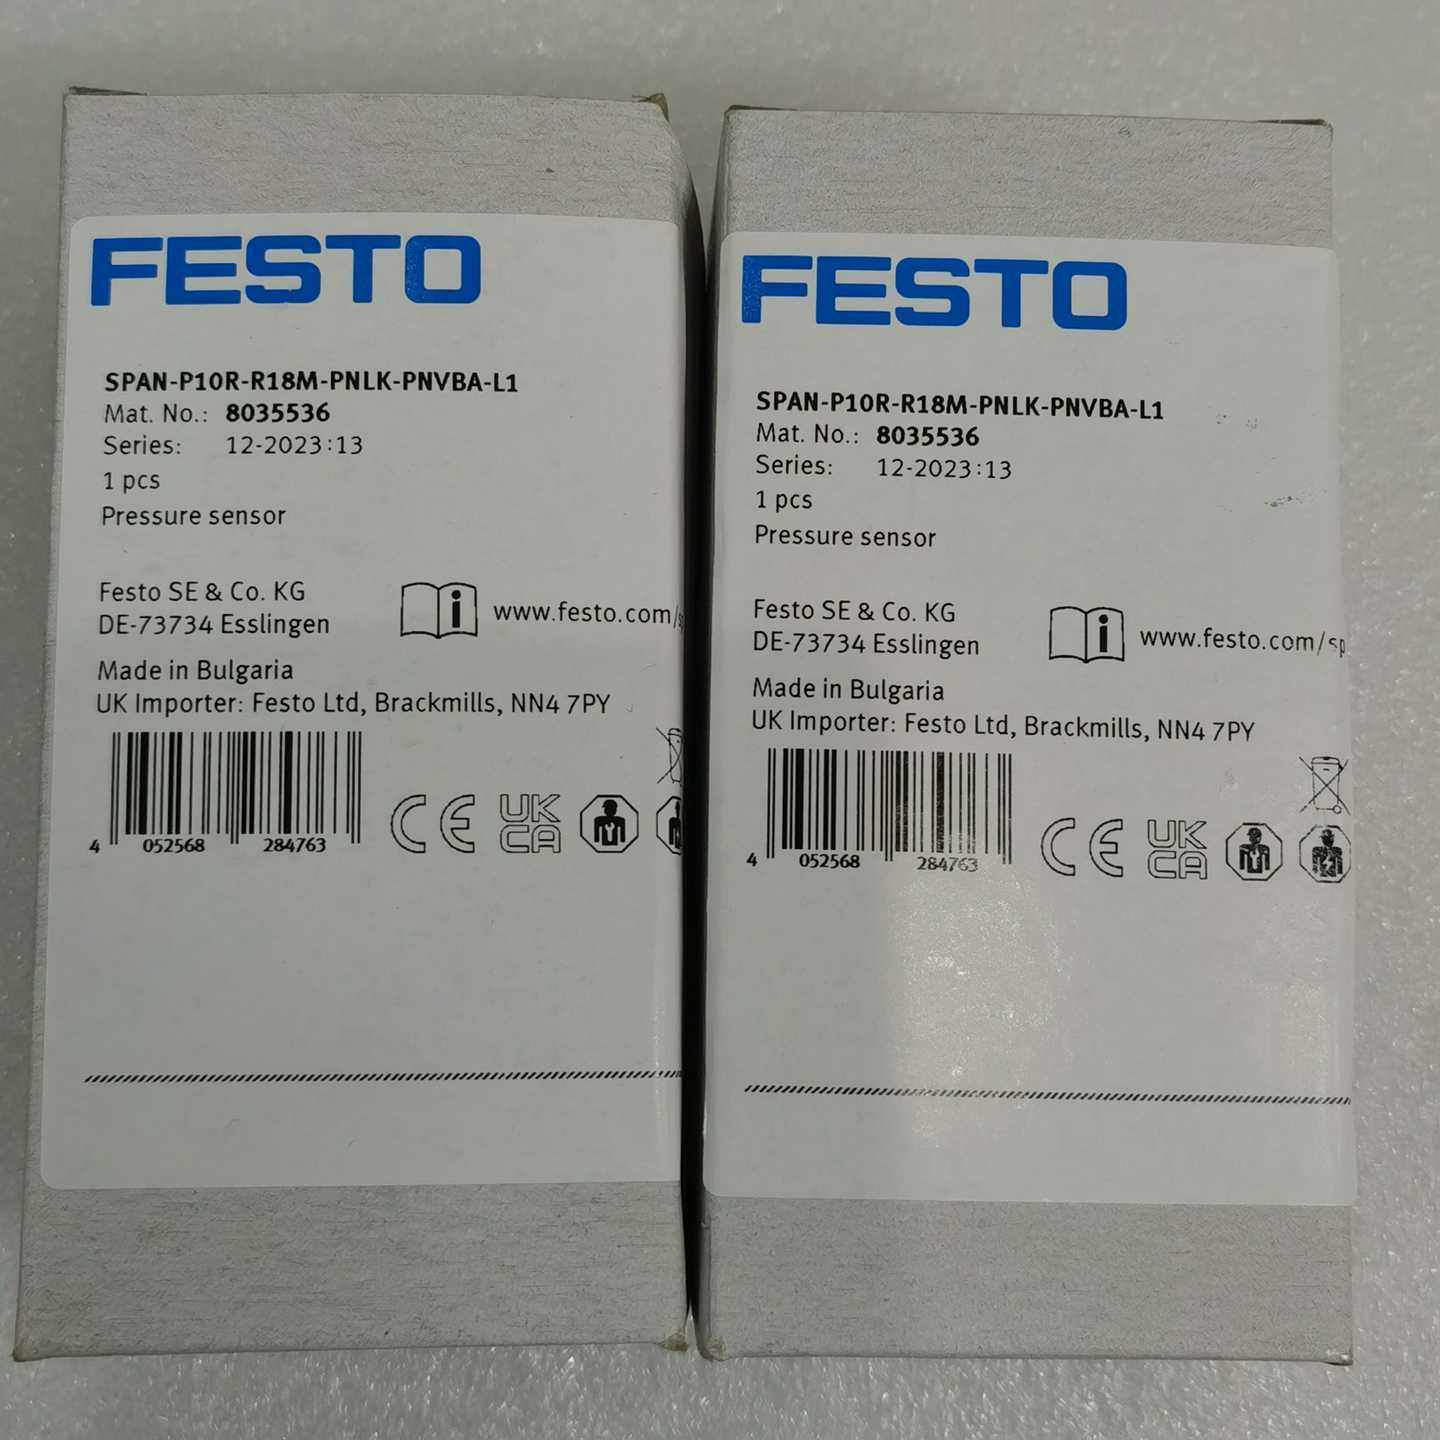 FESTO
SPAN-P10R-R18M-PNLK-PNVBA-L1
Mat. No.: 8035536
Series: 12-2023:13
1 pcs
Pressure sensor
Festo SE & Co. KG
DE-73734 Esslingen
www.festo.com/s
Made in Bulgaria
UK Importer: Festo Ltd, Brackmills, NN4 7PY
4 052568 284763
CE UK CA
FESTO
SPAN-P10R-R18M-PNLK-PNVBA-L1
Mat. No.: 8035536
Series: 12-2023:13
1 pcs
Pressure sensor
Festo SE & Co. KG
DE-73734 Esslingen
www.festo.com/sp
Made in Bulgaria
UK Importer: Festo Ltd, Brackmills, NN4 7PY
4 052568 284763
CE UK CA